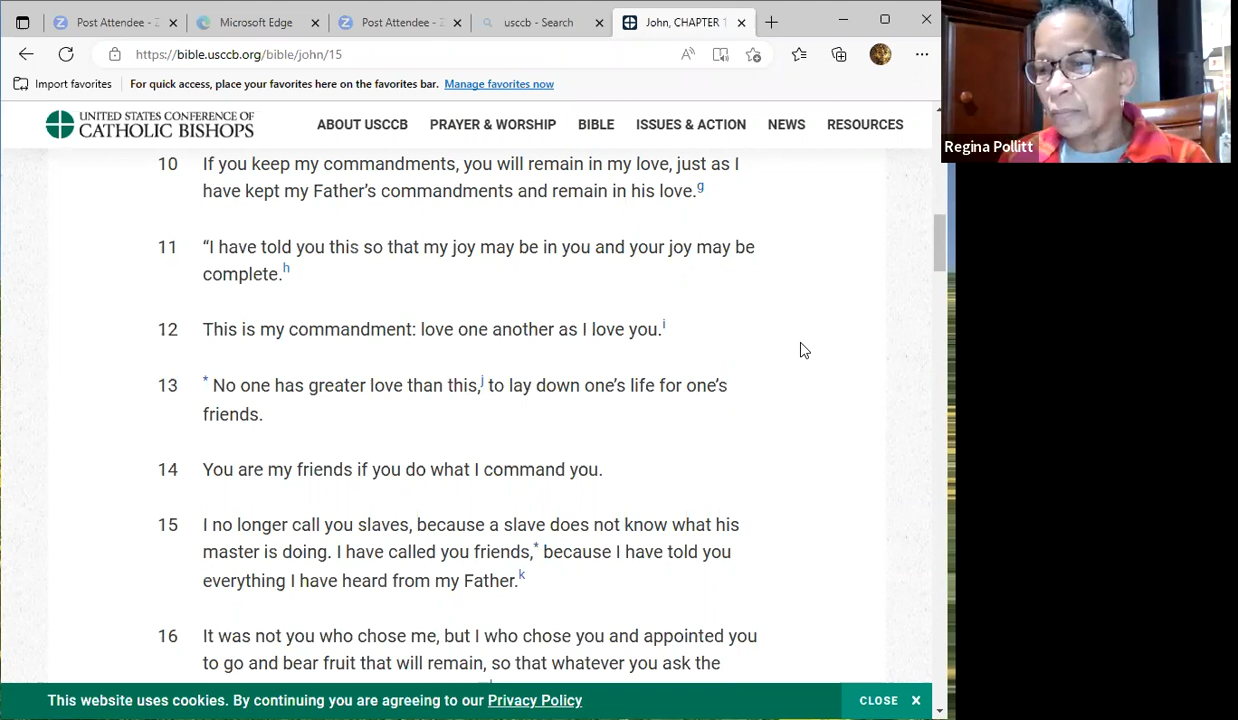 Post Attendee - Z
Microsoft Edge
Post Attendee - Z
usccb - Search
John, CHAPTER 1
https://bible.usccb.org/bible/john/15
Import favorites
For quick access, place your favorites here on the favorites bar. Manage favorites now
UNITED STATES CONFERENCE OF
CATHOLIC BISHOPS
ABOUT USCCB PRAYER & WORSHIP BIBLE ISSUES & ACTION NEWS RESOURCES
10 If you keep my commandments, you will remain in my love, just as I
have kept my Father’s commandments and remain in his love.g
11 “I have told you this so that my joy may be in you and your joy may be
complete.h
12 This is my commandment: love one another as I love you.i
13 * No one has greater love than this,j to lay down one’s life for one’s
friends.
14 You are my friends if you do what I command you.
15 I no longer call you slaves, because a slave does not know what his
master is doing. I have called you friends,* because I have told you
everything I have heard from my Father.k
16 It was not you who chose me, but I who chose you and appointed you
to go and bear fruit that will remain, so that whatever you ask the
This website uses cookies. By continuing you are agreeing to our Privacy Policy
CLOSE X
Regina Pollitt